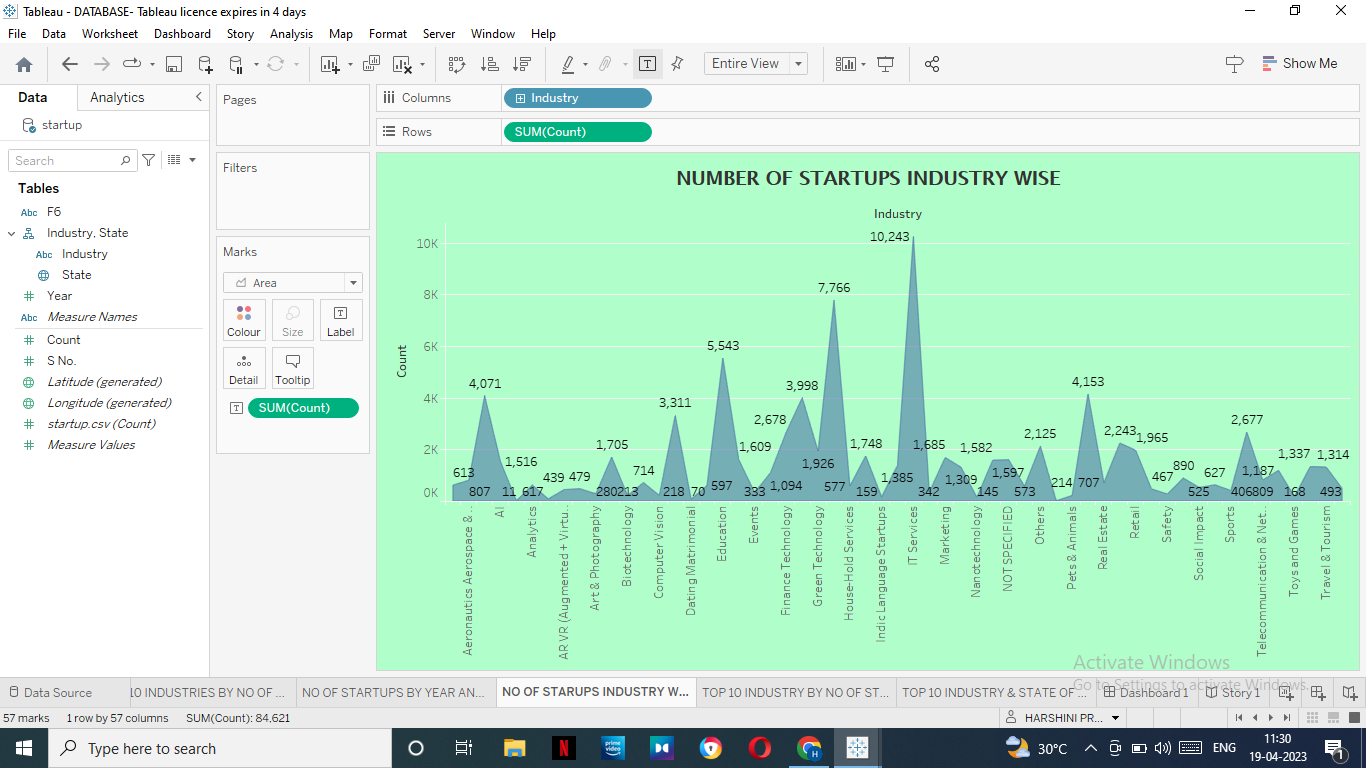 Tableau - DATABASE- Tableau licence expires in 4 days
File Data Worksheet Dashboard Story Analysis Map Format Server Window Help
Entire View
Show Me
Data Analytics
startup
Search
Tables
Abc F6
Industry, State
Abc Industry
State
Year
Abc Measure Names
Count
S No.
Latitude (generated)
Longitude (generated)
startup.csv (Count)
Measure Values
Pages
Filters
Marks
Area
Colour Size Label
Detail Tooltip
SUM(Count)
Columns Industry
Rows SUM(Count)
NUMBER OF STARTUPS INDUSTRY WISE
Industry
10K
8K
6K
4K
2K
0K
Count
613
807
4,071
1,516
11
617
439
479
280
1,705
213
714
218
3,311
70
597
5,543
1,609
333
1,094
2,678
3,998
1,926
7,766
577
1,748
159
1,385
10,243
342
1,685
1,309
145
1,582
1,597
573
2,125
214
4,153
707
2,243
1,965
467
890
525
627
406
2,677
809
1,187
168
1,337
1,314
493
Aeronautics Aerospace & ..
AI
Analytics
AR VR (Augmented + Virtu..
Art & Photography
Biotechnology
Computer Vision
Dating Matrimonial
Education
Events
Finance Technology
Green Technology
House-Hold Services
Indic Language Startups
IT Services
Marketing
Nanotechnology
NOT SPECIFIED
Others
Pets & Animals
Real Estate
Retail
Safety
Social Impact
Sports
Telecommunication & Net..
Toys and Games
Travel & Tourism
Activate Windows
Go to Settings to activate Windows.
Data Source
10 INDUSTRIES BY NO OF ...
NO OF STARTUPS BY YEAR AN...
NO OF STARUPS INDUSTRY W...
TOP 10 INDUSTRY BY NO OF ST...
TOP 10 INDUSTRY & STATE OF ...
Dashboard 1
Story 1
57 marks 1 row by 57 columns SUM(Count): 84,621
HARSHINI PR...
Type here to search
N
prime video
H
30°C
ENG
11:30
19-04-2023
1